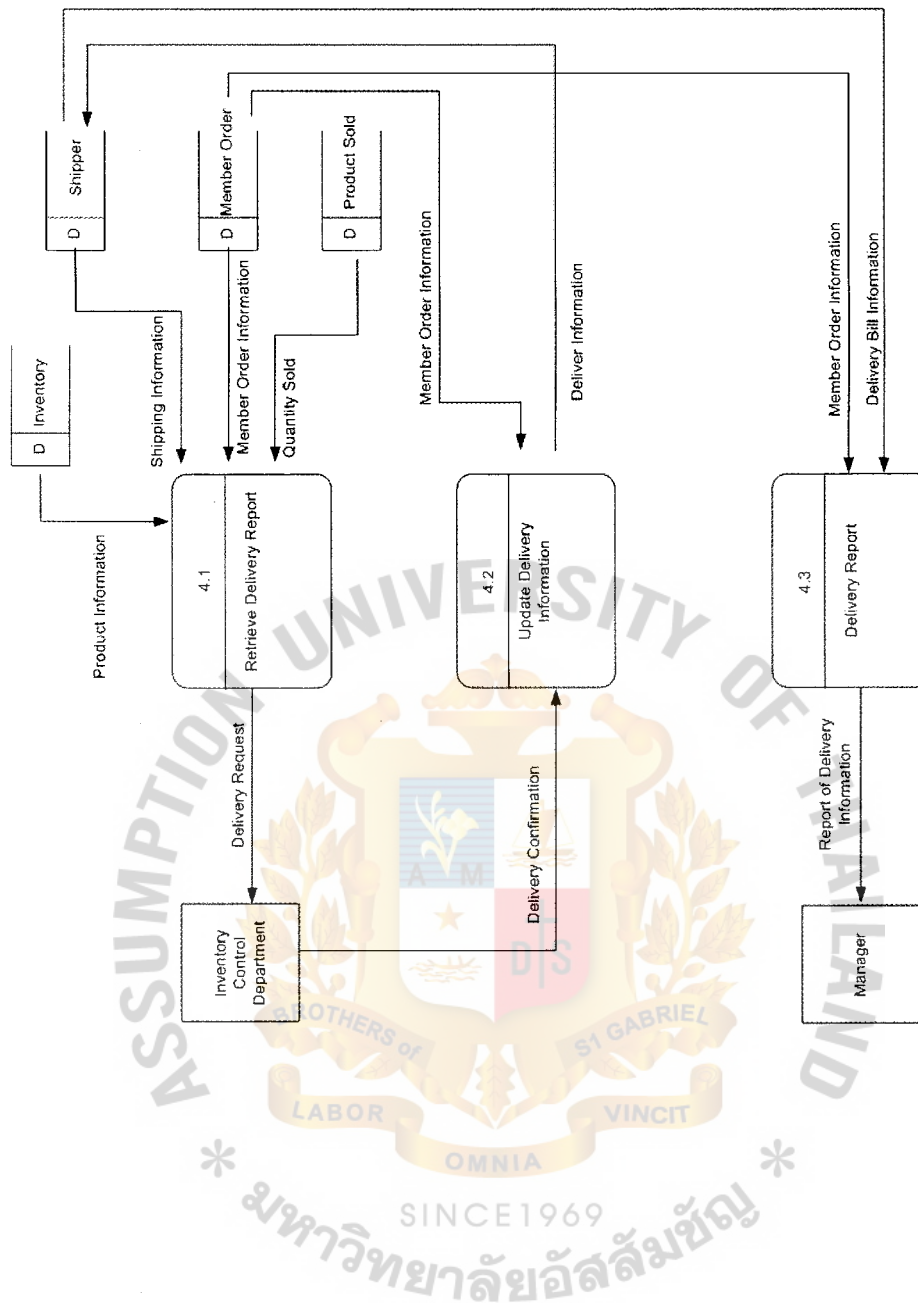 D
Inventory
D
Shipper
D
Member Order
D
Product Sold
Product Information
Shipping Information
Member Order Information
Quantity Sold
Member Order Information
Deliver Information
Member Order Information
Delivery Bill Information
4.1
Retrieve Delivery Report
4.2
Update Delivery
Information
4.3
Delivery Report
Delivery Request
Delivery Confirmation
Report of Delivery
Information
Inventory
Control
Department
Manager
ASSUMPTION UNIVERSITY OF THAILAND
A M
D S
BROTHERS of
S1 GABRIEL
LABOR
OMNIA
VINCIT
SINCE1969
* มหาวิทยาลัยอัสสัมชัญ *